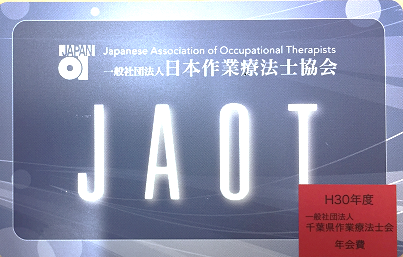 JAPAN
Japanese Association of Occupational Therapists
一般社団法人日本作業療法士協会
JAOT
H30年度
一般社団法人
千葉県作業療法士会
年会費